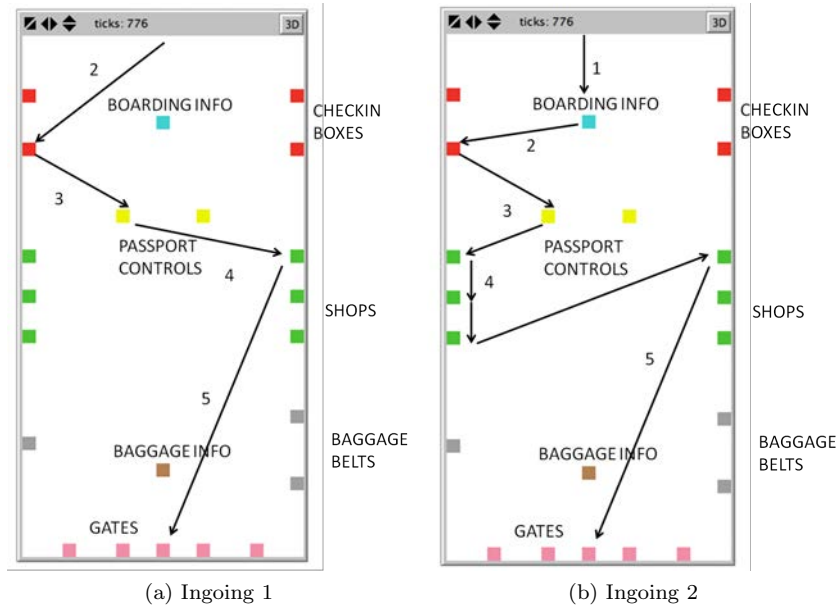 ticks: 776
3D
2
BOARDING INFO
CHECKIN
BOXES
3
PASSPORT
CONTROLS
4
SHOPS
5
BAGGAGE INFO
BAGGAGE
BELTS
GATES
(a) Ingoing 1
ticks: 776
3D
1
BOARDING INFO
CHECKIN
BOXES
2
3
PASSPORT
CONTROLS
4
SHOPS
5
BAGGAGE INFO
BAGGAGE
BELTS
GATES
(b) Ingoing 2